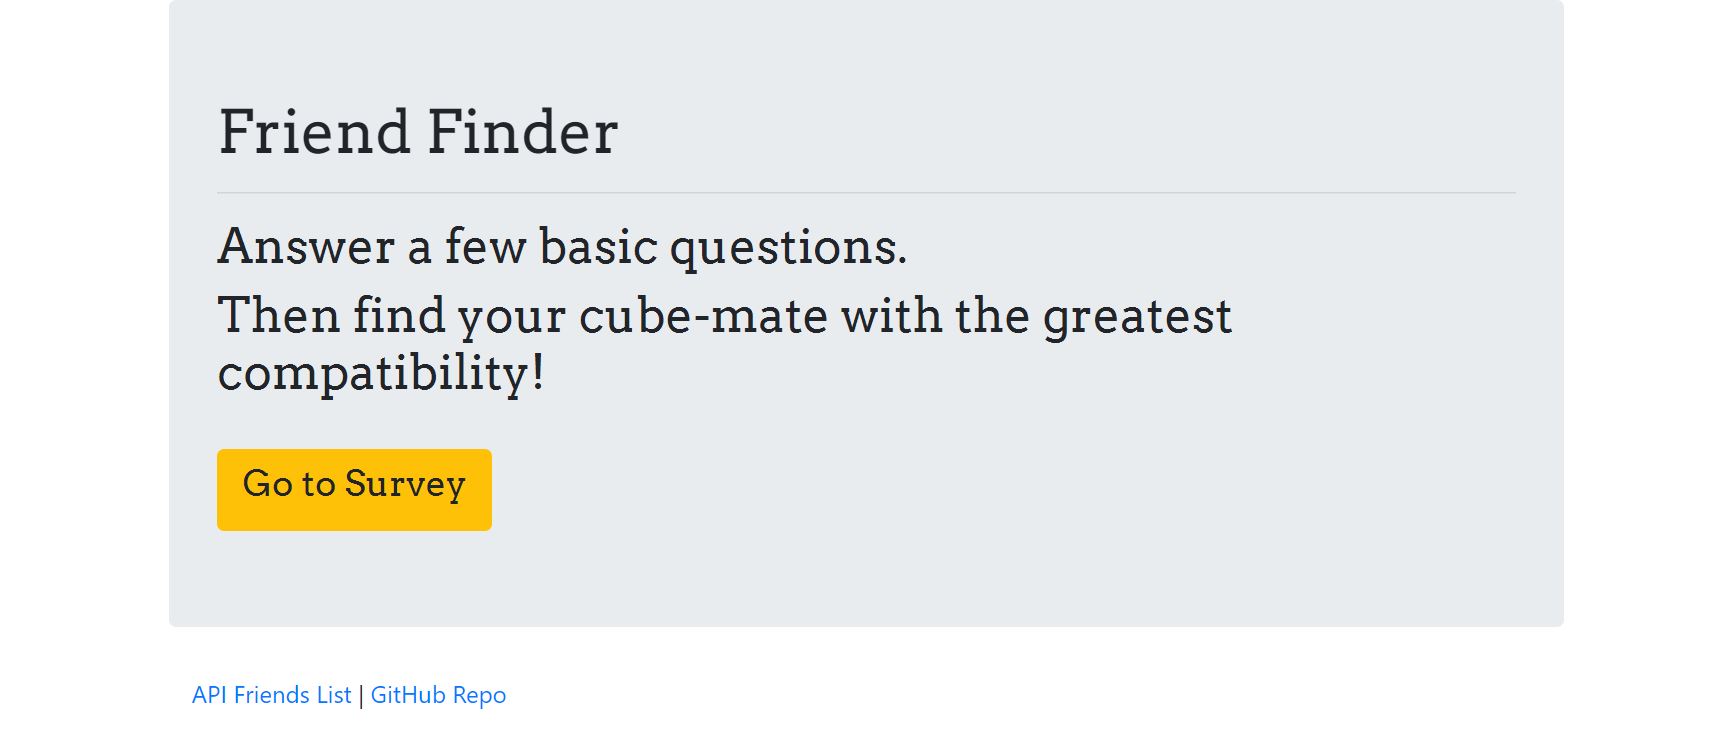 Friend Finder
Answer a few basic questions.
Then find your cube-mate with the greatest
compatibility!
Go to Survey
API Friends List | GitHub Repo